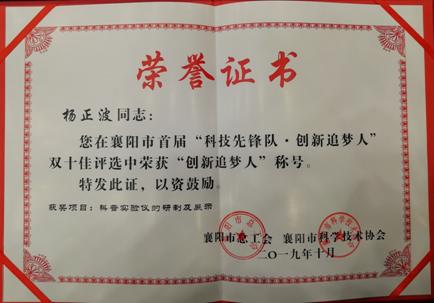 荣誉证书
杨正波同志：
您在襄阳市首届“科技先锋队·创新追梦人”
双十佳评选中荣获“创新追梦人”称号。
特发此证，以资鼓励。
获奖项目：科普实验仪的研制及展示
襄阳市总工会 襄阳市科学技术协会
二〇一九年十月